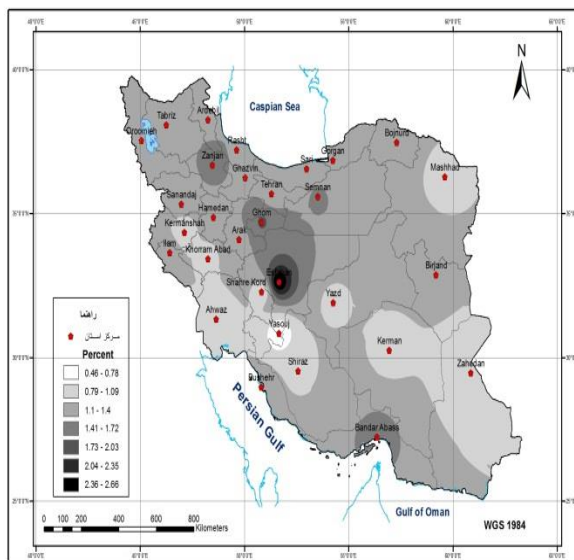 N
Caspian Sea
Ardebil
Tabriz
Oroomieh
Rasht
Zanjan
Ghazvin
Sari
Gorgan
Bojnurd
Mashhad
Tehran
Semnan
Sanandaj
Hamedan
Ghom
Kermanshah
Arak
Ilam
Khorram Abad
Birjand
Shahre Kord
Yazd
Ahwaz
Yasouj
Kerman
Shiraz
Zahedan
Bushehr
Bandar Abass
Persian Gulf
Gulf of Oman
راهنما
مرکز استان
Percent
0.46 - 0.78
0.79 - 1.09
1.1 - 1.4
1.41 - 1.72
1.73 - 2.03
2.04 - 2.35
2.36 - 2.66
0 100 200 400 600 800
Kilometers
WGS 1984